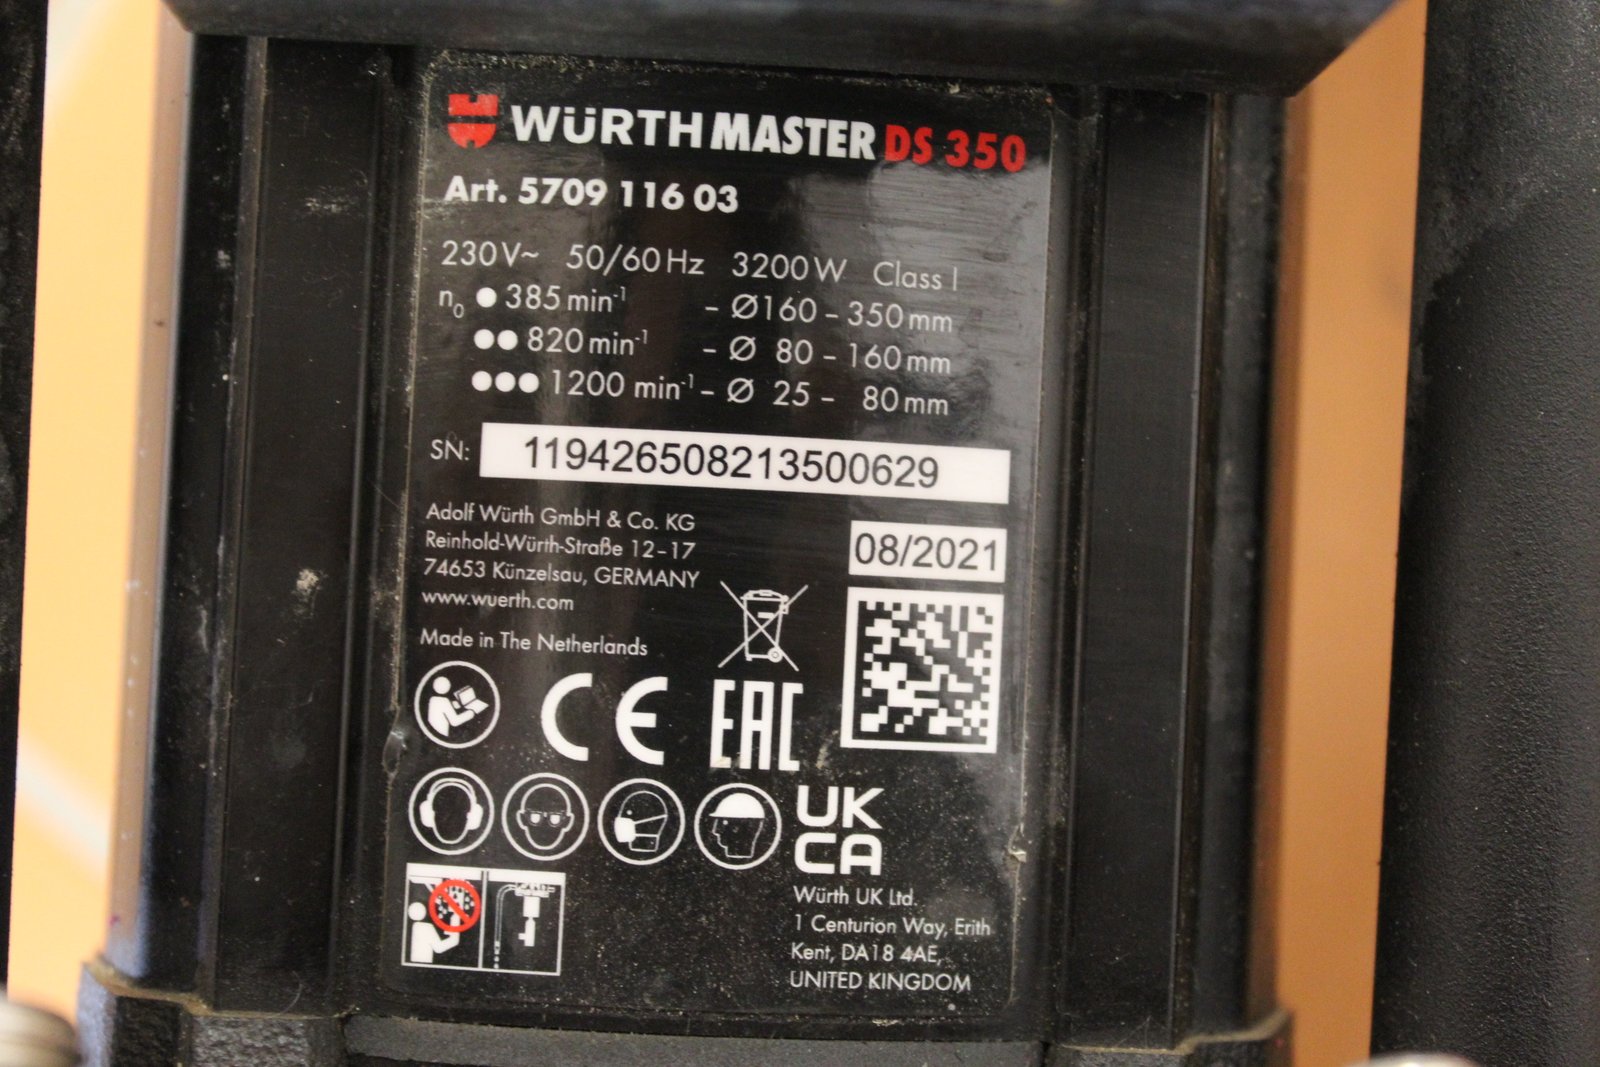 WÜRTH MASTER DS 350
Art. 5709 116 03
230V~ 50/60Hz 3200W Class I
n₀ ● 385 min⁻¹ – Ø160 – 350mm
●● 820 min⁻¹ – Ø 80 – 160mm
●●● 1200 min⁻¹ – Ø 25 – 80mm
SN: 119426508213500629
Adolf Würth GmbH & Co. KG
Reinhold-Würth-Straße 12–17
74653 Künzelsau, GERMANY
www.wuerth.com
Made in The Netherlands
08/2021
CE EAC
UK
CA
Würth UK Ltd.
1 Centurion Way, Erith
Kent, DA18 4AE,
UNITED KINGDOM